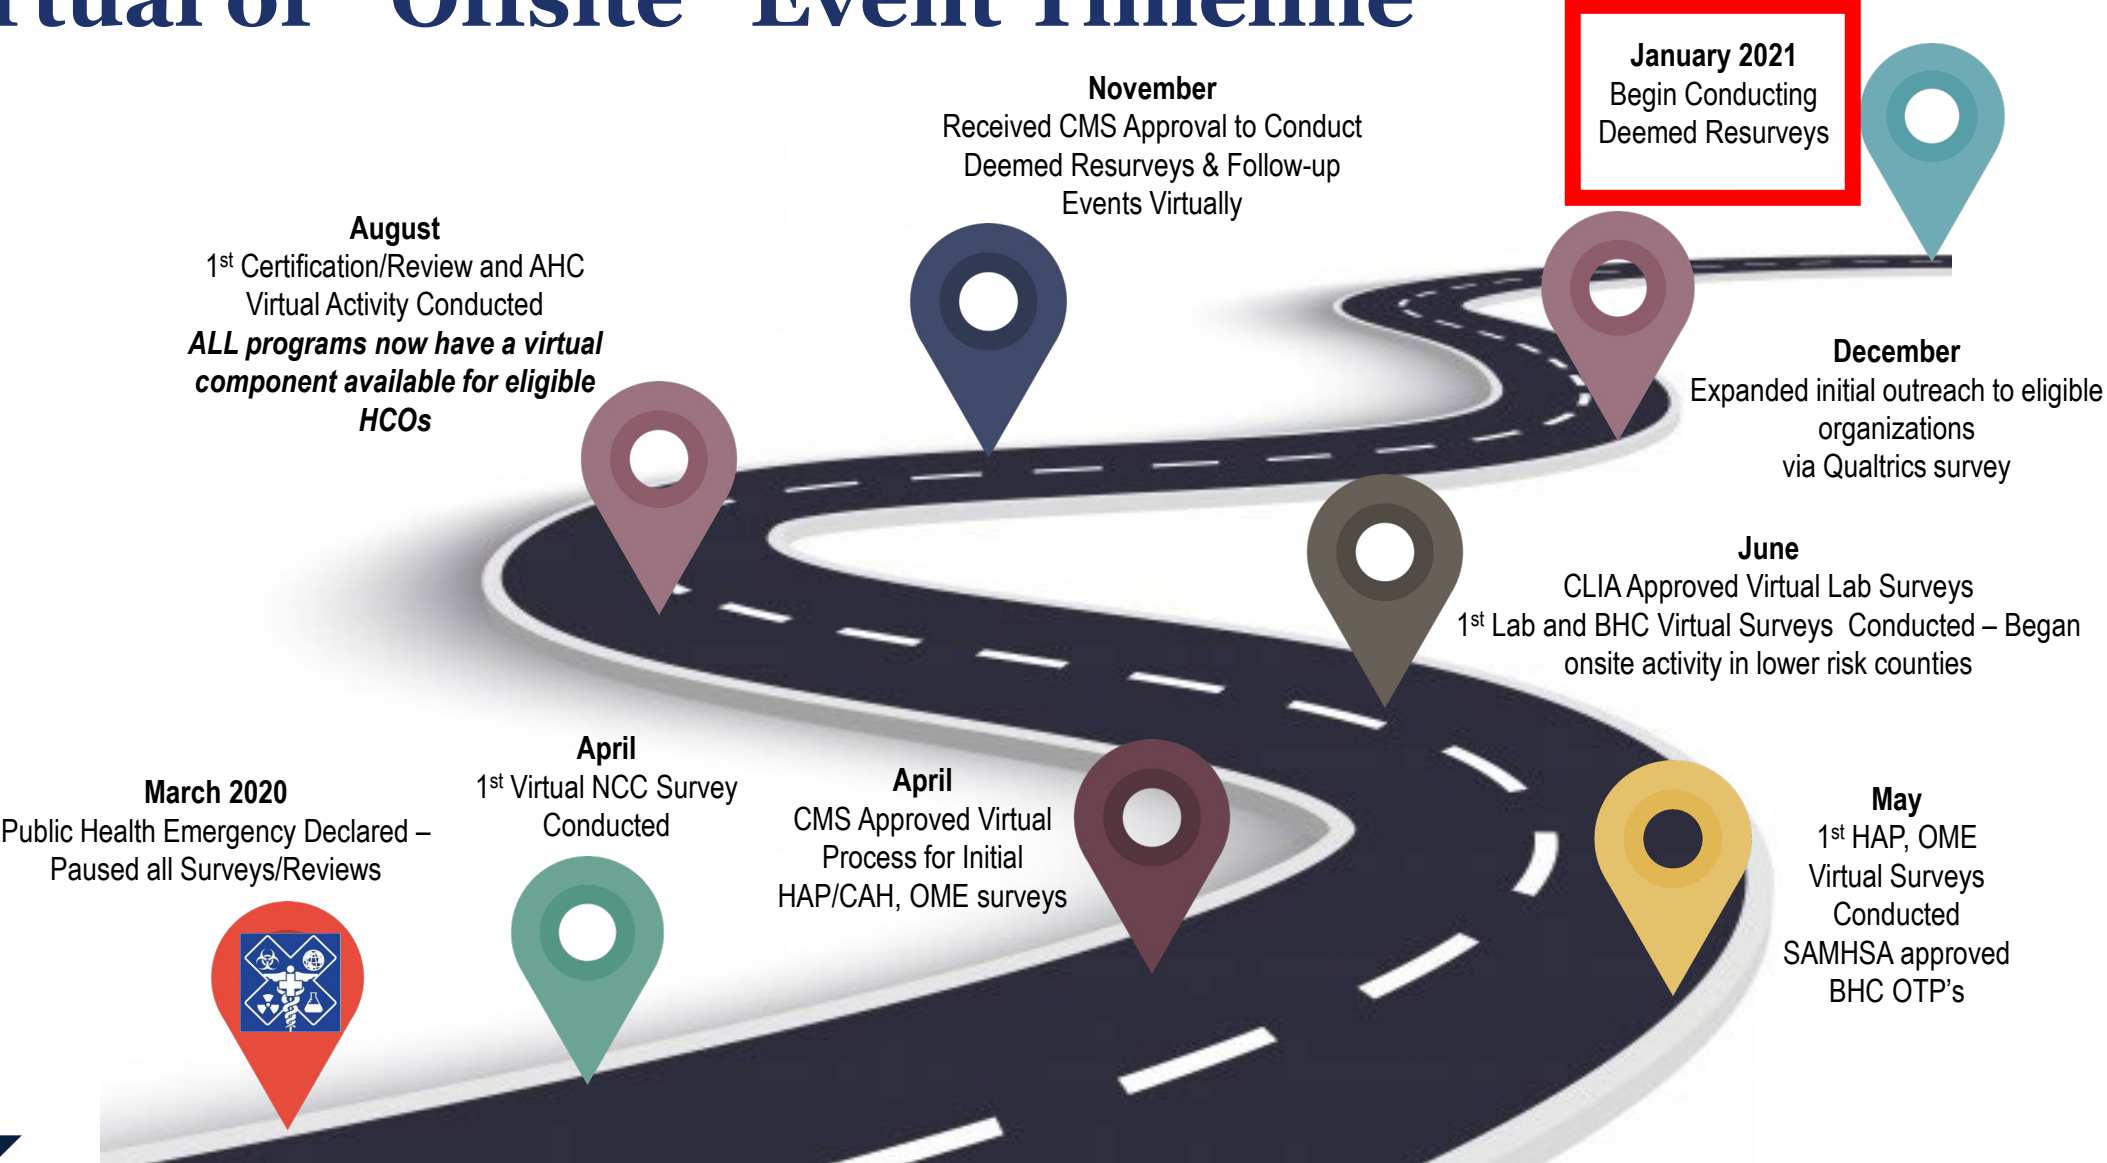 Virtual or "Offsite" Event Timeline
January 2021
Begin Conducting
Deemed Resurveys
November
Received CMS Approval to Conduct
Deemed Resurveys & Follow-up
Events Virtually
August
1st Certification/Review and AHC
Virtual Activity Conducted
ALL programs now have a virtual
component available for eligible
HCOs
December
Expanded initial outreach to eligible
organizations
via Qualtrics survey
June
CLIA Approved Virtual Lab Surveys
1st Lab and BHC Virtual Surveys Conducted – Began
onsite activity in lower risk counties
April
1st Virtual NCC Survey
Conducted
April
CMS Approved Virtual
Process for Initial
HAP/CAH, OME surveys
March 2020
Public Health Emergency Declared –
Paused all Surveys/Reviews
May
1st HAP, OME
Virtual Surveys
Conducted
SAMHSA approved
BHC OTP's